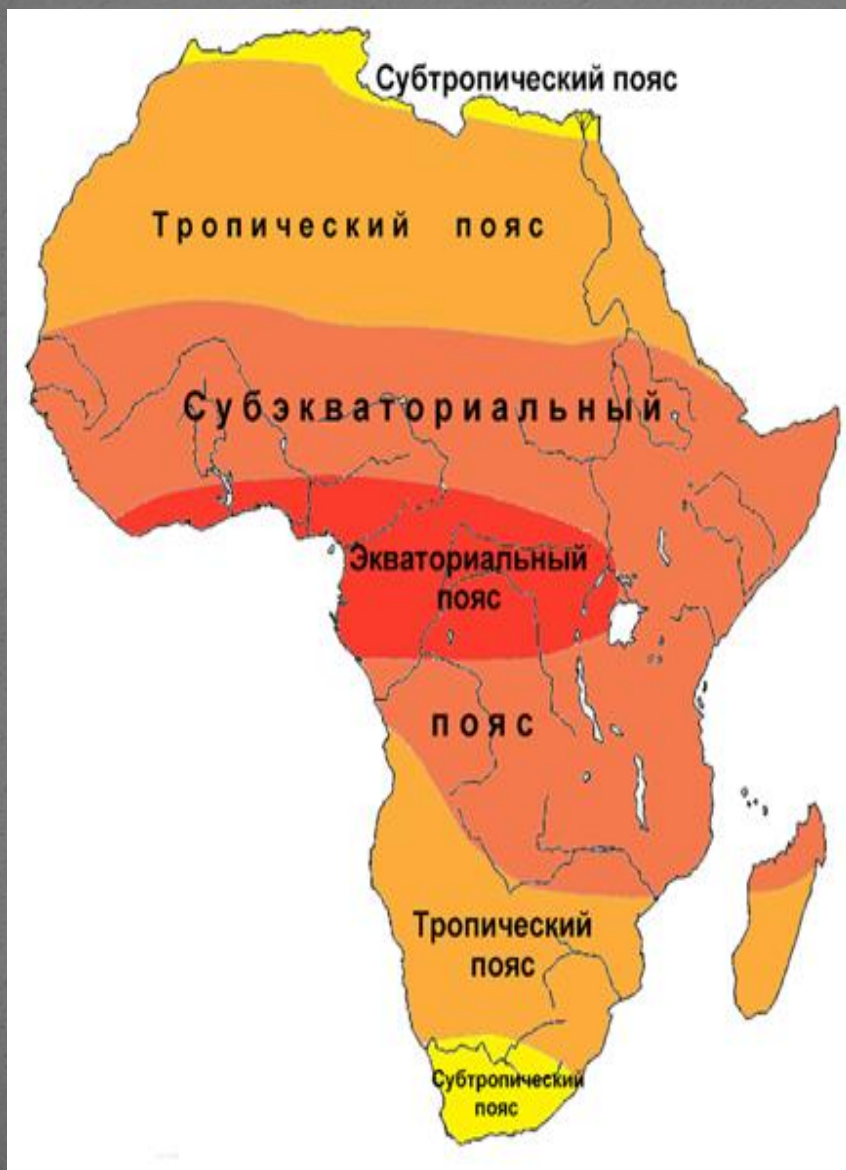 Субтропический пояс
Тропический пояс
Субэкваториальный
Экваториальный
пояс
пояс
Тропический
пояс
Субтропический
пояс